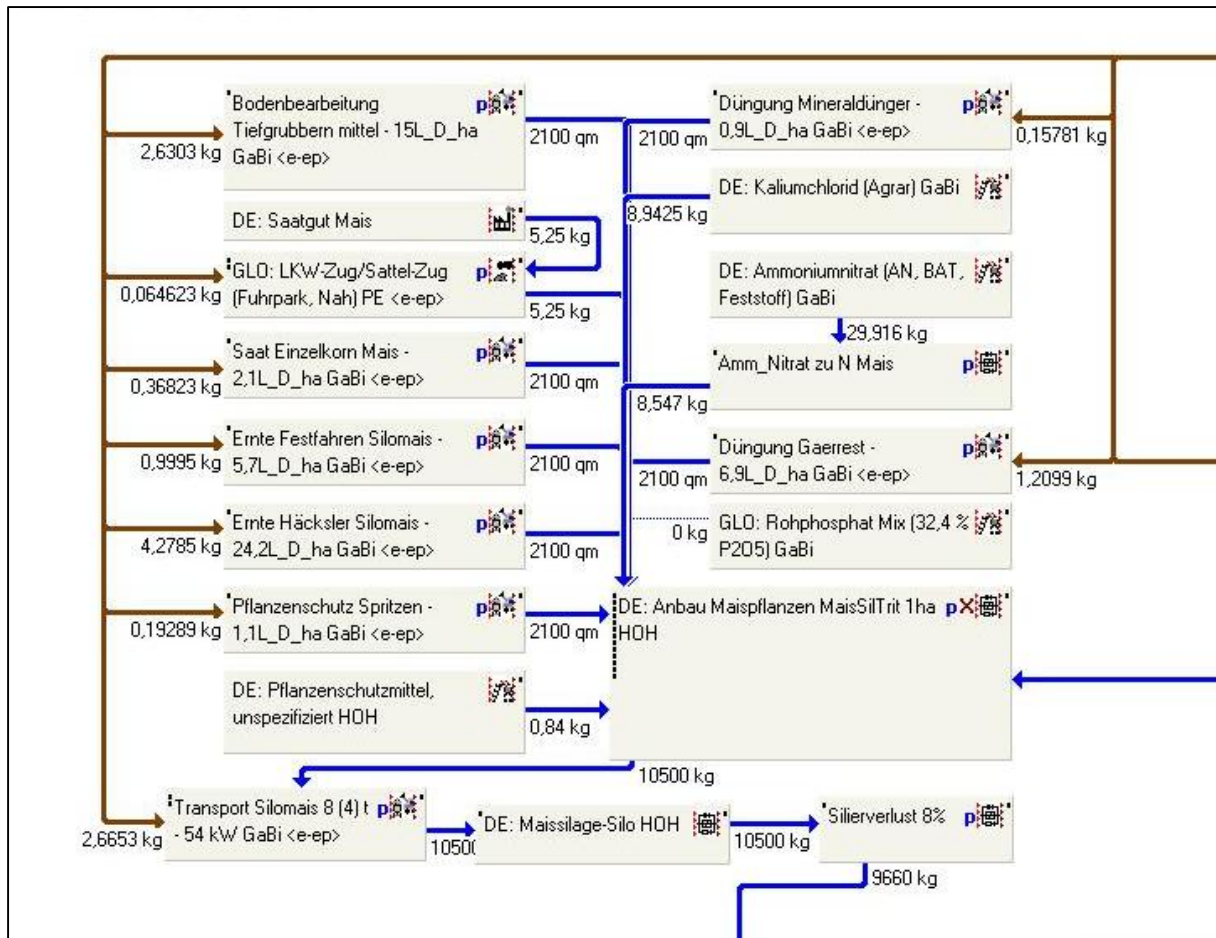 Bodenbearbeitung
Tiefgrubbern mittel - 15L_D_ha
GaBi <e-ep>
p
2,6303 kg
2100 qm
DE: Saatgut Mais
5,25 kg
GLO: LKW-Zug/Sattel-Zug
(Fuhrpark, Nah) PE <e-ep>
p
0,064623 kg
5,25 kg
Saat Einzelkorn Mais -
2,1L_D_ha GaBi <e-ep>
p
0,36823 kg
2100 qm
Ernte Festfahren Silomais -
5,7L_D_ha GaBi <e-ep>
p
0,9995 kg
2100 qm
Ernte Häcksler Silomais -
24,2L_D_ha GaBi <e-ep>
p
4,2785 kg
2100 qm
Pflanzenschutz Spritzen -
1,1L_D_ha GaBi <e-ep>
p
0,19289 kg
2100 qm
DE: Pflanzenschutzmittel,
unspezifiziert HOH
0,84 kg
Düngung Mineraldünger -
0,9L_D_ha GaBi <e-ep>
p
2100 qm
0,15781 kg
DE: Kaliumchlorid (Agrar) GaBi
8,9425 kg
DE: Ammoniumnitrat (AN, BAT,
Feststoff) GaBi
29,916 kg
Amm_Nitrat zu N Mais
p
8,547 kg
Düngung Gaerrest -
6,9L_D_ha GaBi <e-ep>
p
2100 qm
1,2099 kg
GLO: Rohphosphat Mix (32,4 %
P2O5) GaBi
0 kg
DE: Anbau Maispflanzen MaisSilTrit 1ha
HOH
pX
10500 kg
Transport Silomais 8 (4) t
- 54 kW GaBi <e-ep>
p
2,6653 kg
10500
DE: Maissilage-Silo HOH
10500 kg
Silierverlust 8%
p
9660 kg